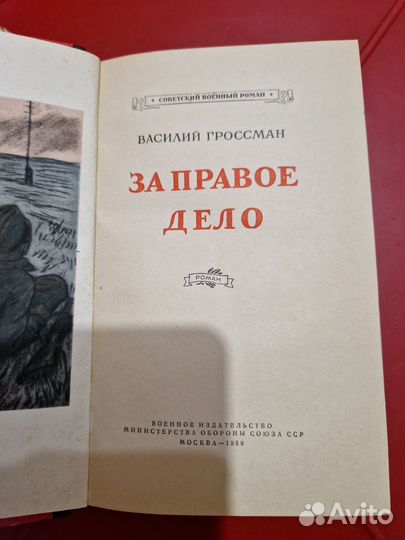 СОВЕТСКИЙ ВОЕННЫЙ РОМАН
ВАСИЛИЙ ГРОССМАН
ЗА ПРАВОЕ
ДЕЛО
РОМАН
ВОЕННОЕ ИЗДАТЕЛЬСТВО
МИНИСТЕРСТВА ОБОРОНЫ СОЮЗА ССР
МОСКВА—1959
Avito